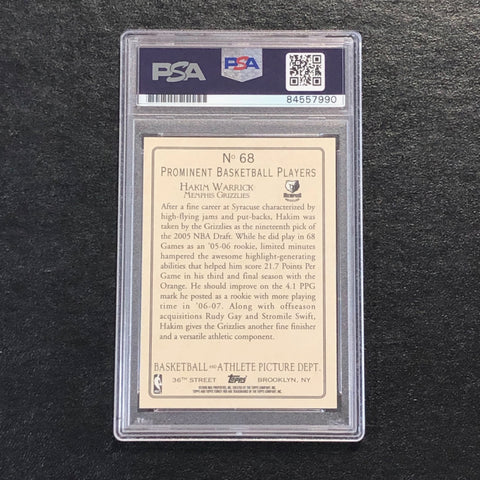 PSA
PSA
84557990
Nº 68
PROMINENT BASKETBALL PLAYERS
HAKIM WARRICK
MEMPHIS GRIZZLIES
After a fine career at Syracuse characterized by
high-flying jams and put-backs, Hakim was
taken by the Grizzlies as the nineteenth pick of
the 2005 NBA Draft. While he did play in 68
Games as an '05-06 rookie, limited minutes
hampered the awesome highlight-generating
abilities that helped him score 21.7 Points Per
Game in his third and final season with the
Orange. He should improve on the 4.1 PPG
mark he posted as a rookie with more playing
time in '06-07. Along with offseason
acquisitions Rudy Gay and Stromile Swift,
Hakim gives the Grizzlies another fine finisher
and a versatile athletic component.
BASKETBALL AND ATHLETE PICTURE DEPT.
36TH STREET Topps BROOKLYN, NY